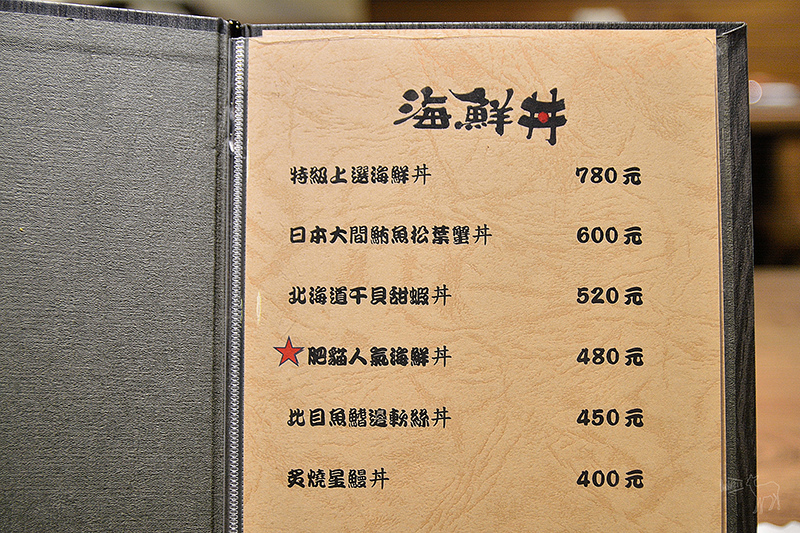 海鮮丼
特級上選海鮮丼 780元
日本大間鮪魚松葉蟹丼 600元
北海道干貝甜蝦丼 520元
★肥貓人氣海鮮丼 480元
比目魚鰭邊軟絲丼 450元
炙燒星鰻丼 400元